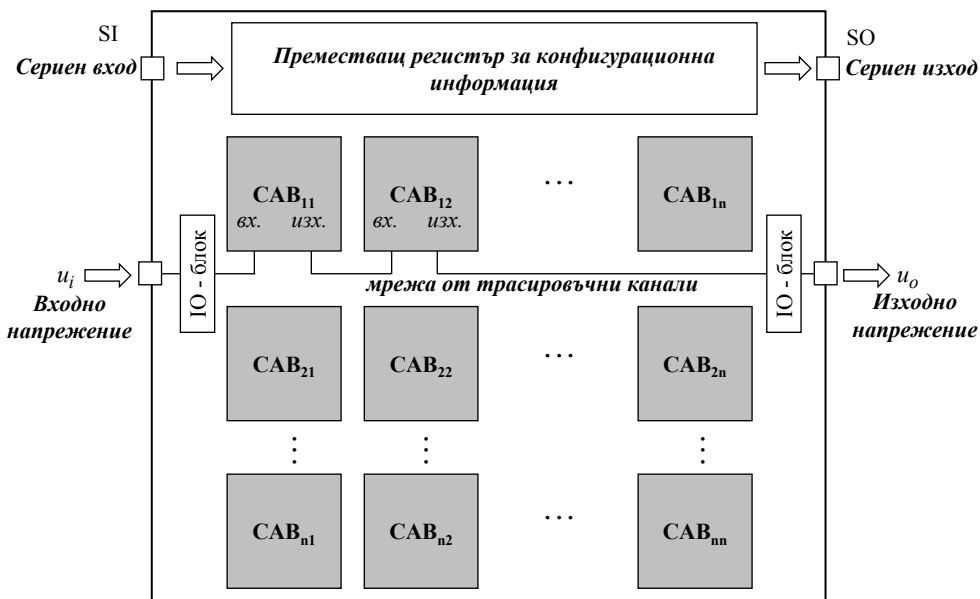 SI
SO
Сериен вход
Преместващ регистър за конфигурационна
информация
Сериен изход
CAB11
CAB12
. . .
CAB1n
вх. изх.
вх. изх.
IO - блок
IO - блок
ui
uo
Входно
напрежение
мрежа от трасировъчни канали
Изходно
напрежение
CAB21
CAB22
. . .
CAB2n
CABn1
CABn2
. . .
CABnn